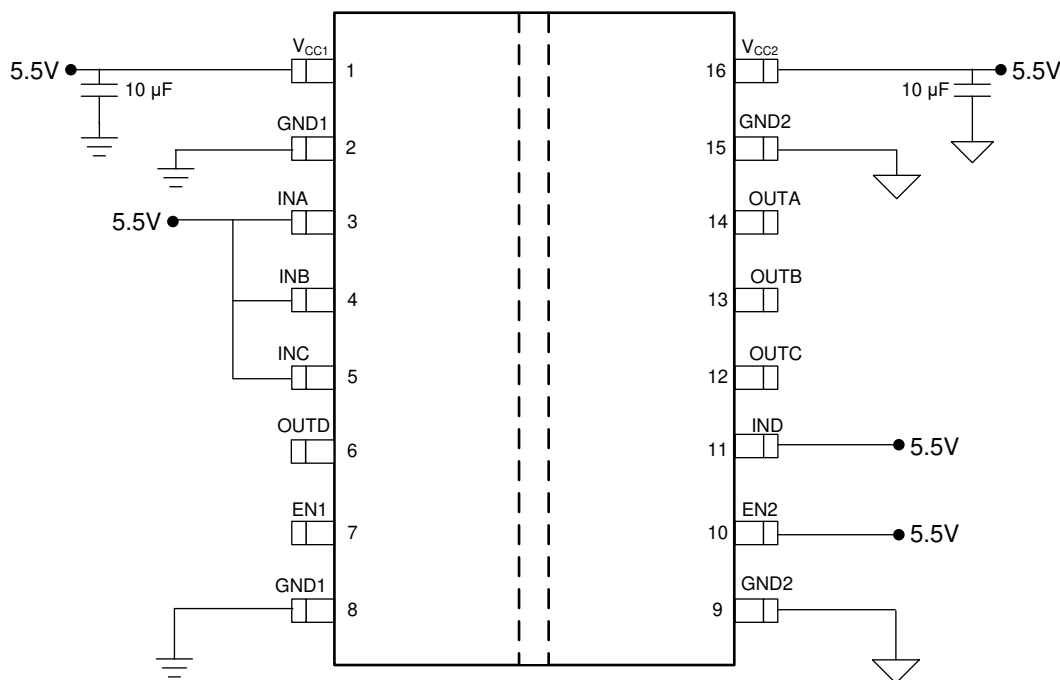 VCC1
VCC2
5.5V
1
16
5.5V
10 µF
10 µF
GND1
GND2
2
15
INA
OUTA
5.5V
3
14
INB
OUTB
4
13
INC
OUTC
5
12
OUTD
IND
6
11
5.5V
EN1
EN2
7
10
5.5V
GND1
GND2
8
9